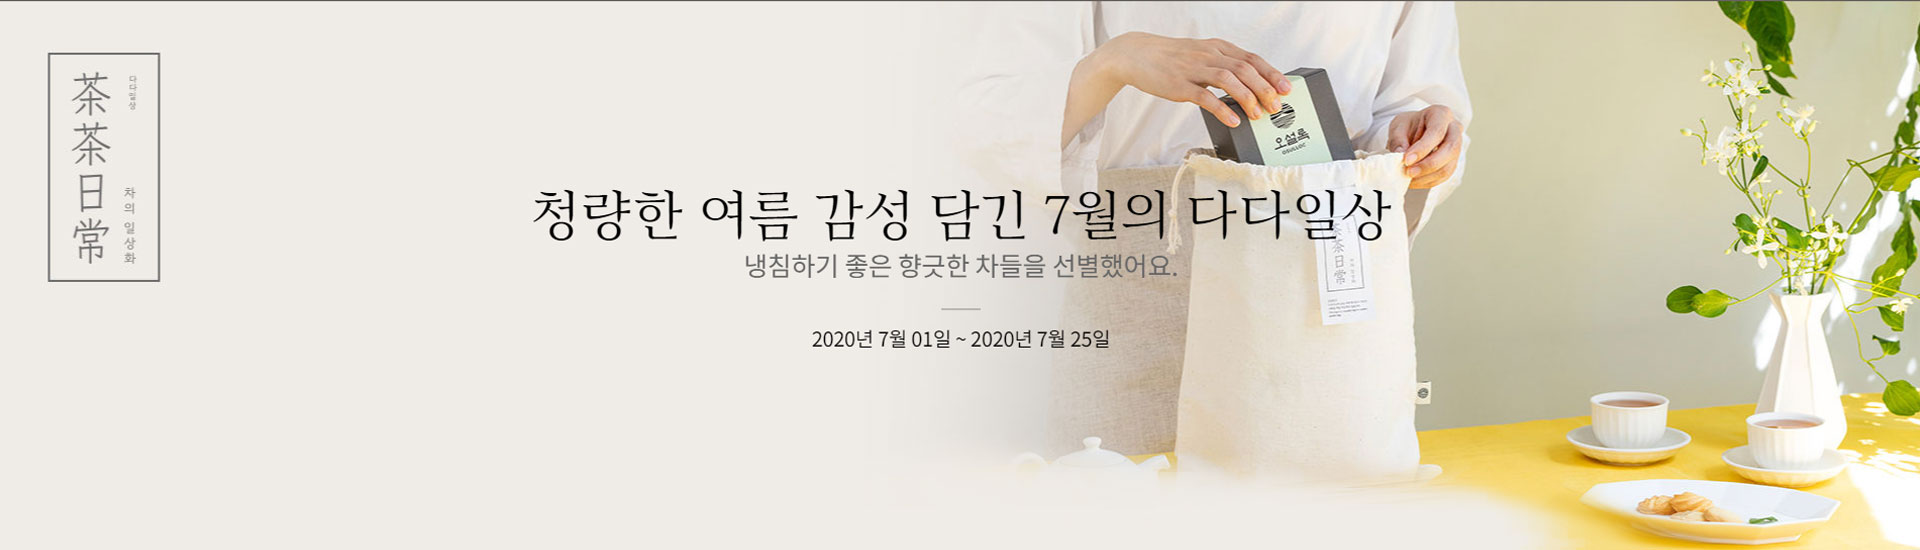 茶茶日常
다다일상
차의 일상화
오설록
OSULLOC
청량한 여름 감성 담긴 7월의 다다일상
냉침하기 좋은 향긋한 차들을 선별했어요.
2020년 7월 01일 ~ 2020년 7월 25일
茶茶日常